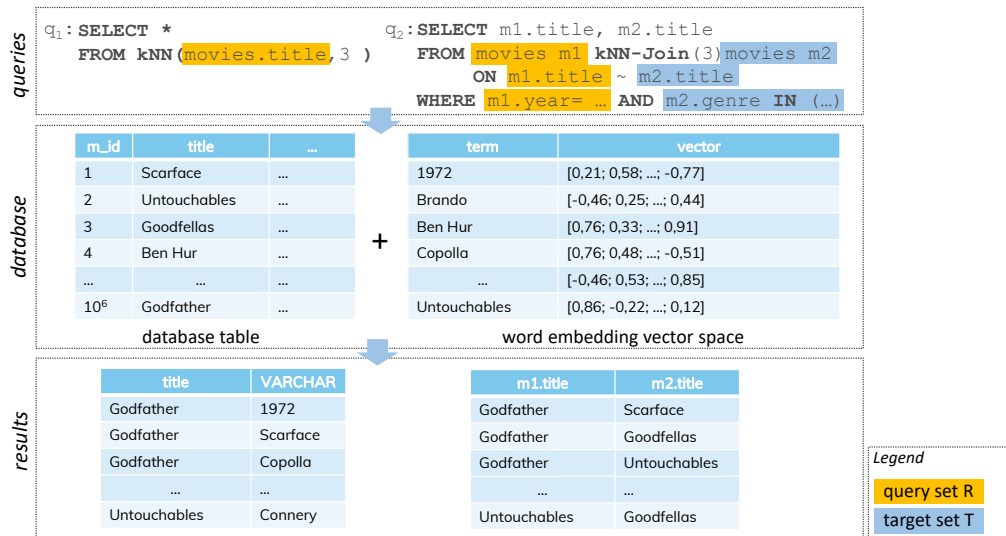 queries
q₁: SELECT *
FROM kNN(movies.title,3 )
q₂: SELECT m1.title, m2.title
FROM movies m1 kNN-Join(3)movies m2
ON m1.title ~ m2.title
WHERE m1.year= … AND m2.genre IN (…)
database
m_id title ...
1 Scarface ...
2 Untouchables ...
3 Goodfellas ...
4 Ben Hur ...
... ... ...
10⁶ Godfather ...
database table
+
term vector
1972 [0,21; 0,58; ...; -0,77]
Brando [-0,46; 0,25; ...; 0,44]
Ben Hur [0,76; 0,33; ...; 0,91]
Copolla [0,76; 0,48; ...; -0,51]
... [-0,46; 0,53; ...; 0,85]
Untouchables [0,86; -0,22; ...; 0,12]
word embedding vector space
results
title VARCHAR
Godfather 1972
Godfather Scarface
Godfather Copolla
... ...
Untouchables Connery
m1.title m2.title
Godfather Scarface
Godfather Goodfellas
Godfather Untouchables
... ...
Untouchables Goodfellas
Legend
query set R
target set T